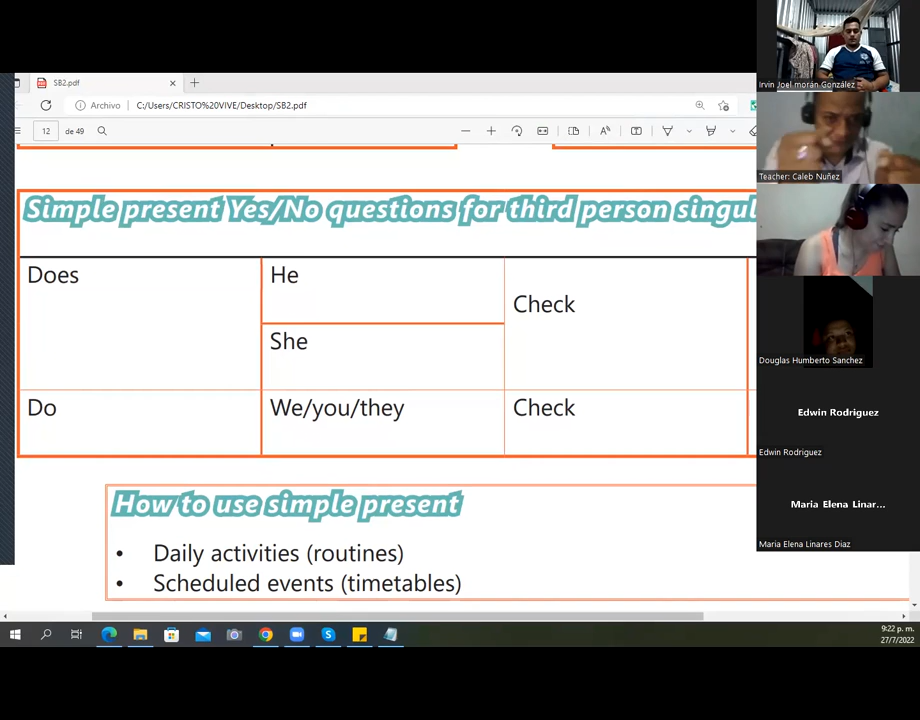 SB2.pdf
Archivo
C:/Users/CRISTO%20VIVE/Desktop/SB2.pdf
12
de 49
Simple present Yes/No questions for third person singul
Does
He
Check
She
Do
We/you/they
Check
How to use simple present
• Daily activities (routines)
• Scheduled events (timetables)
Irvin Joel morán González
Teacher: Caleb Nuñez
Douglas Humberto Sanchez
Edwin Rodriguez
Edwin Rodriguez
Maria Elena Linar...
Maria Elena Linares Diaz
9:22 p. m.
27/7/2022